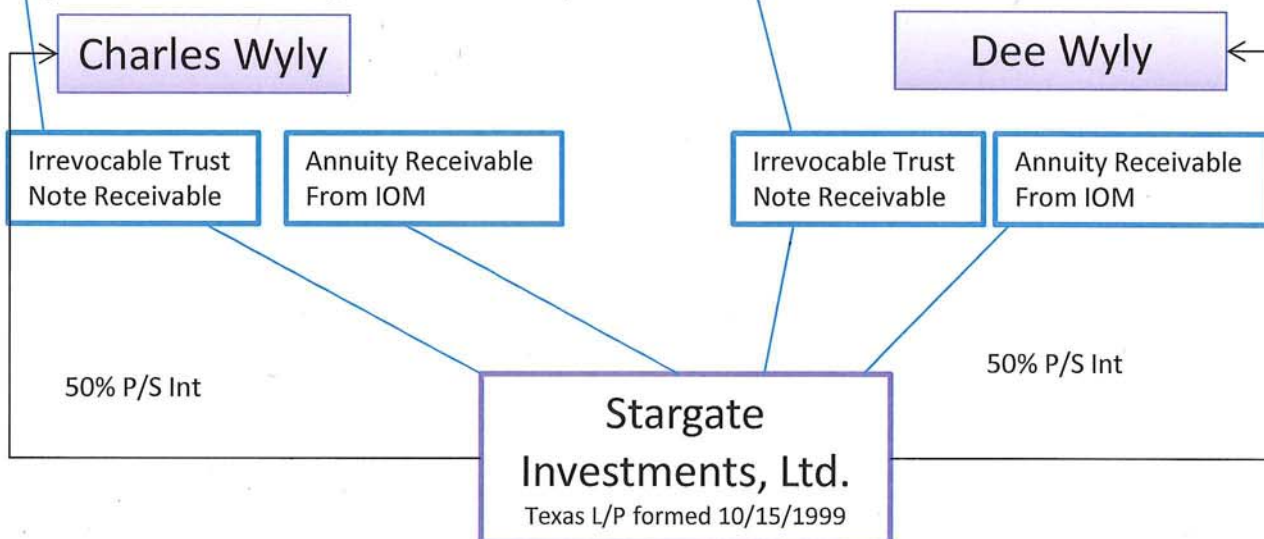 Charles Wyly
Dee Wyly
Irrevocable Trust
Note Receivable
Annuity Receivable
From IOM
Irrevocable Trust
Note Receivable
Annuity Receivable
From IOM
50% P/S Int
50% P/S Int
Stargate
Investments, Ltd.
Texas L/P formed 10/15/1999